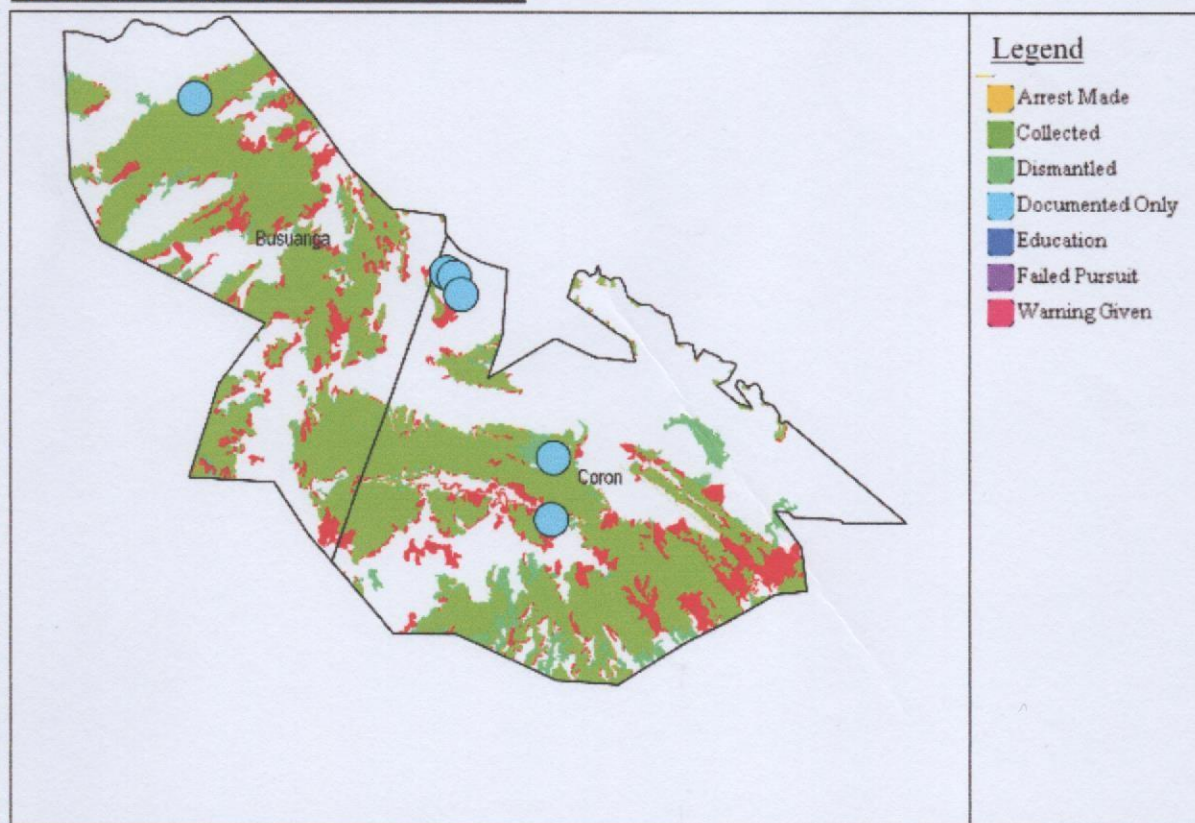 Legend
Arrest Made
Collected
Dismantled
Documented Only
Education
Failed Pursuit
Warning Given
Busuanga
Coron